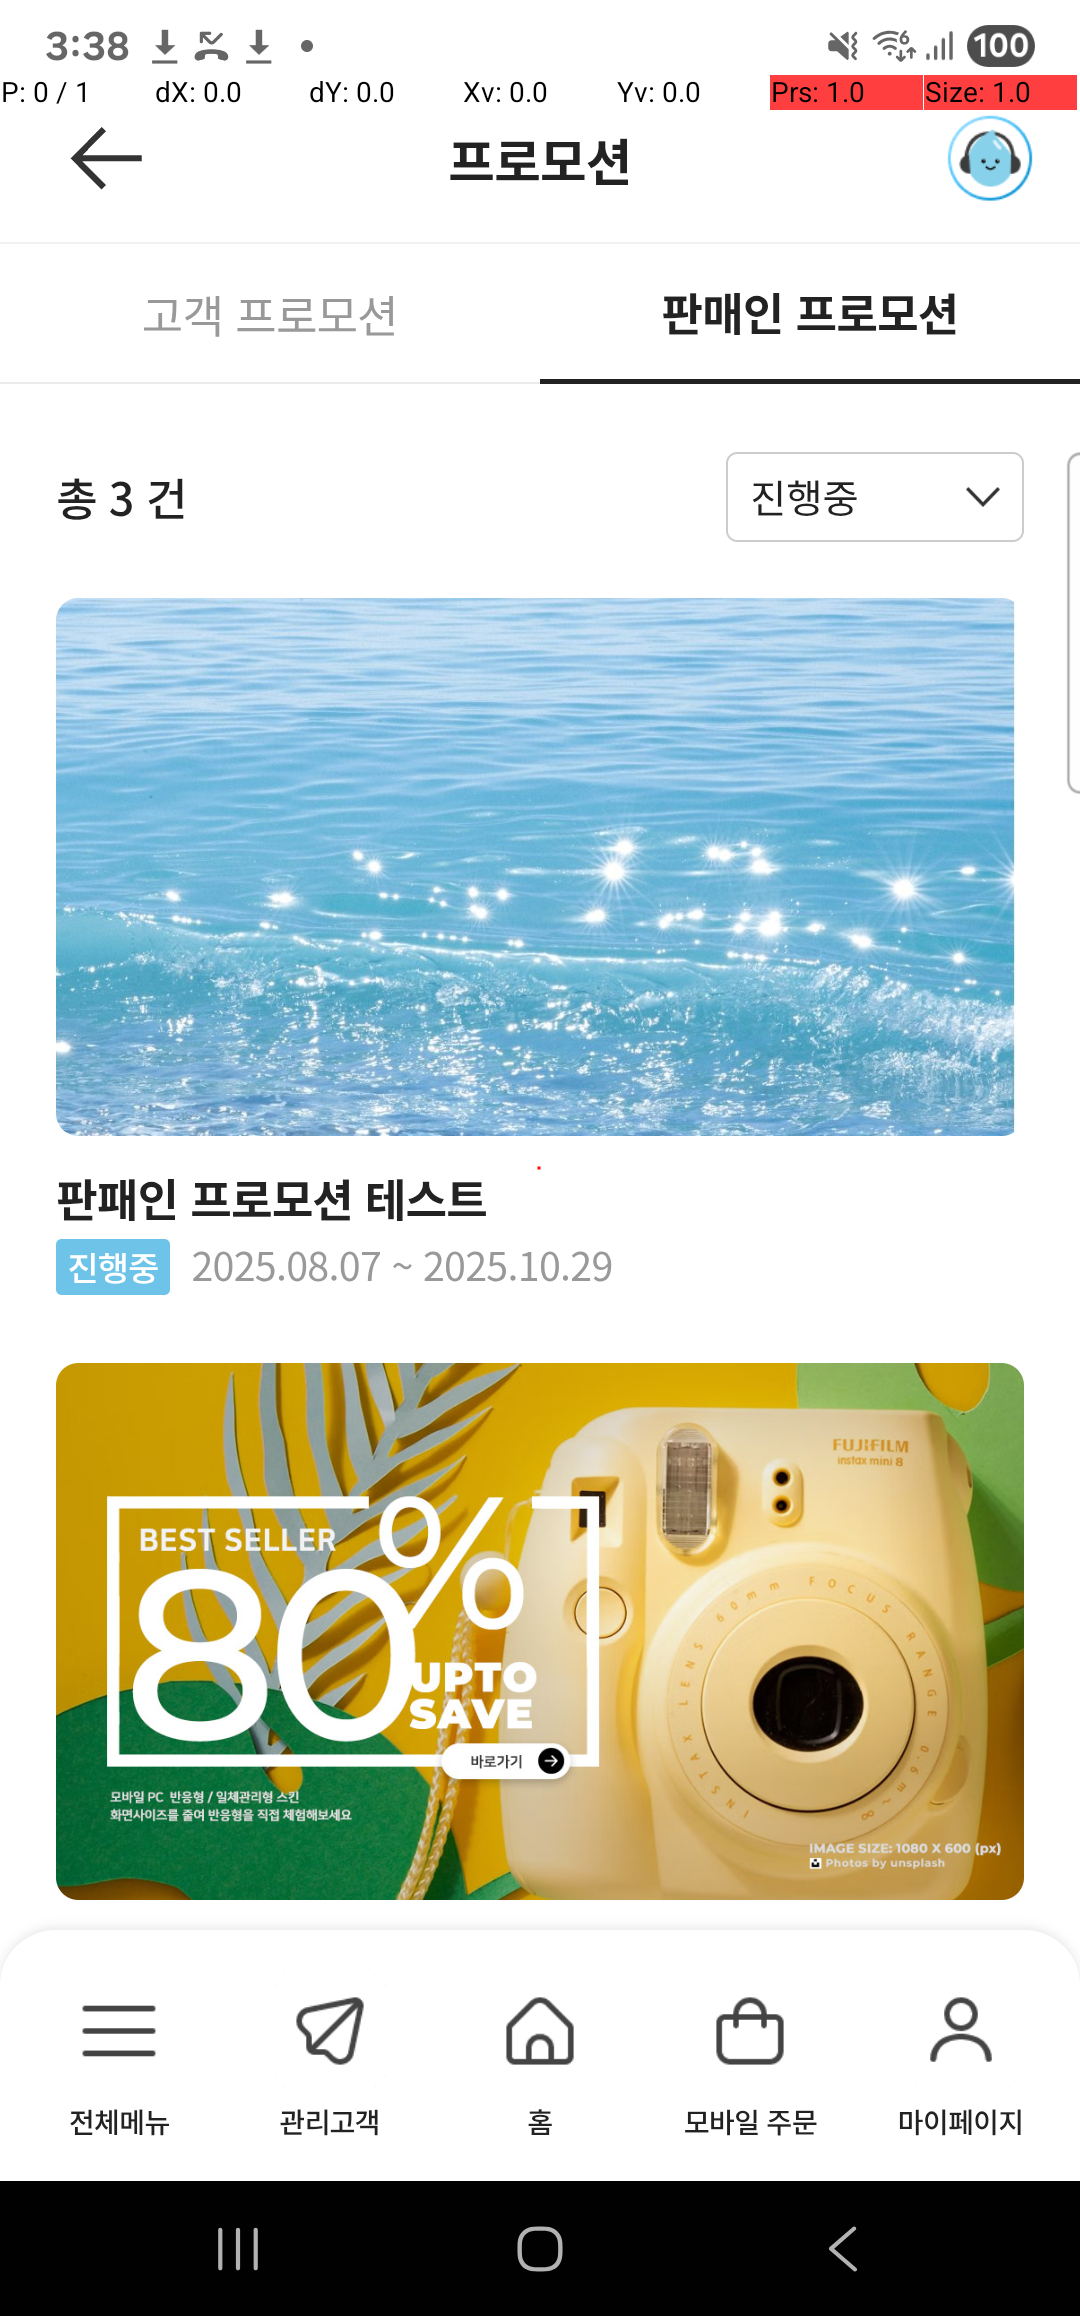 3:38
100
P: 0 / 1 dX: 0.0 dY: 0.0 Xv: 0.0 Yv: 0.0 Prs: 1.0 Size: 1.0
프로모션
고객 프로모션 판매인 프로모션
총 3 건 진행중
판패인 프로모션 테스트
진행중 2025.08.07 ~ 2025.10.29
FUJIFILM
instax mini 8
BEST SELLER
80%
UPTO
SAVE
바로가기
모바일 PC 반응형 / 일체관리형 스킨
화면사이즈를 줄여 반응형을 직접 체험해보세요
INSTAX LENS 60mm FOCUS RANGE 0.6m ~ ∞
IMAGE SIZE: 1080 X 600 (px)
Photos by unsplash
전체메뉴 관리고객 홈 모바일 주문 마이페이지